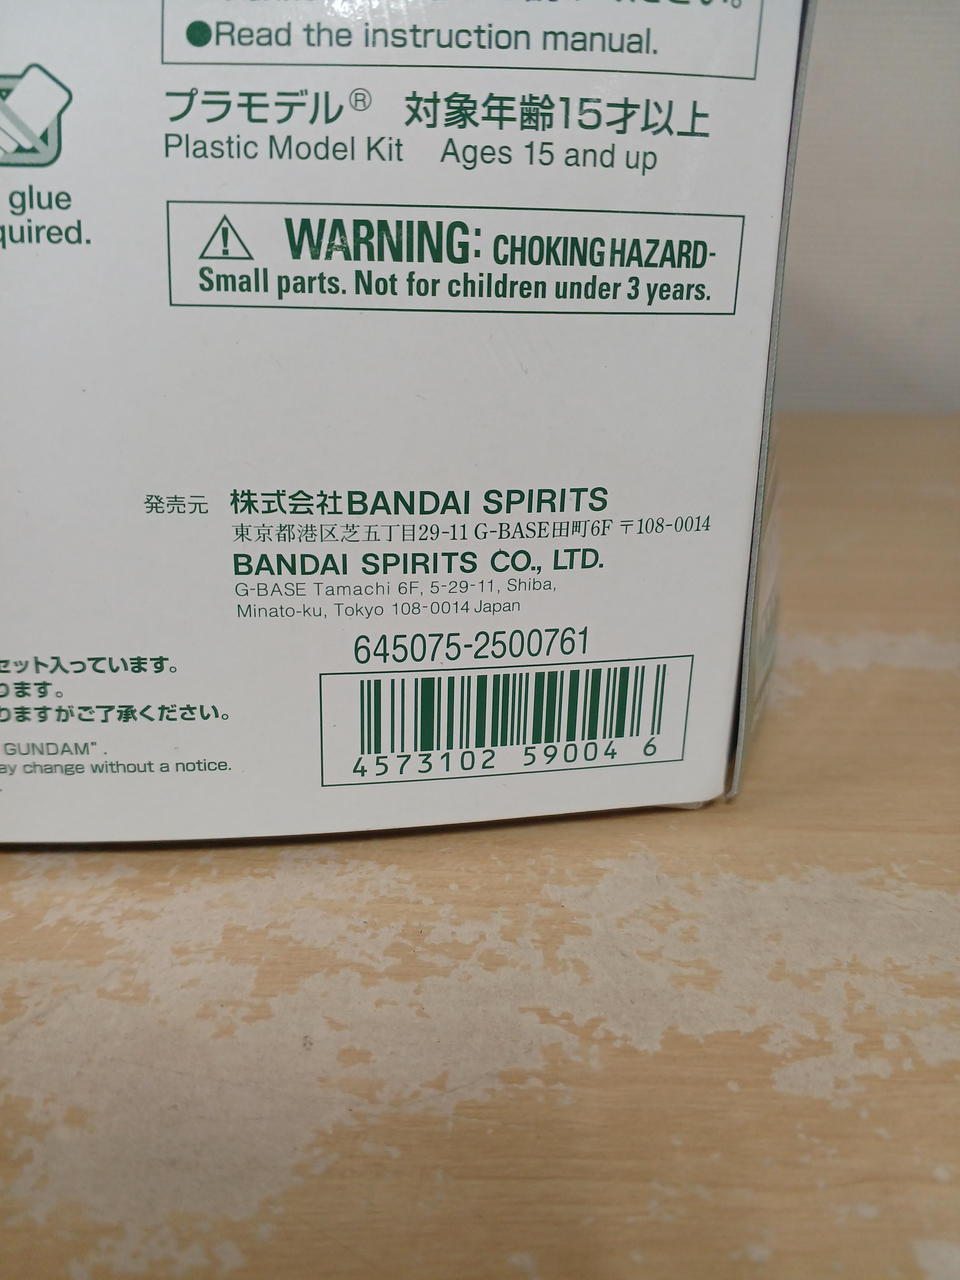 ●Read the instruction manual.
プラモデル® 対象年齢15才以上
Plastic Model Kit Ages 15 and up
glue
quired.
WARNING: CHOKING HAZARD-
Small parts. Not for children under 3 years.
発売元 株式会社BANDAI SPIRITS
東京都港区芝五丁目29-11 G-BASE田町6F 〒108-0014
BANDAI SPIRITS CO., LTD.
G-BASE Tamachi 6F, 5-29-11, Shiba,
Minato-ku, Tokyo 108-0014 Japan
645075-2500761
4573102 59004 6
セット入っています。
ります。
りますがご了承ください。
GUNDAM".
ey change without a notice.